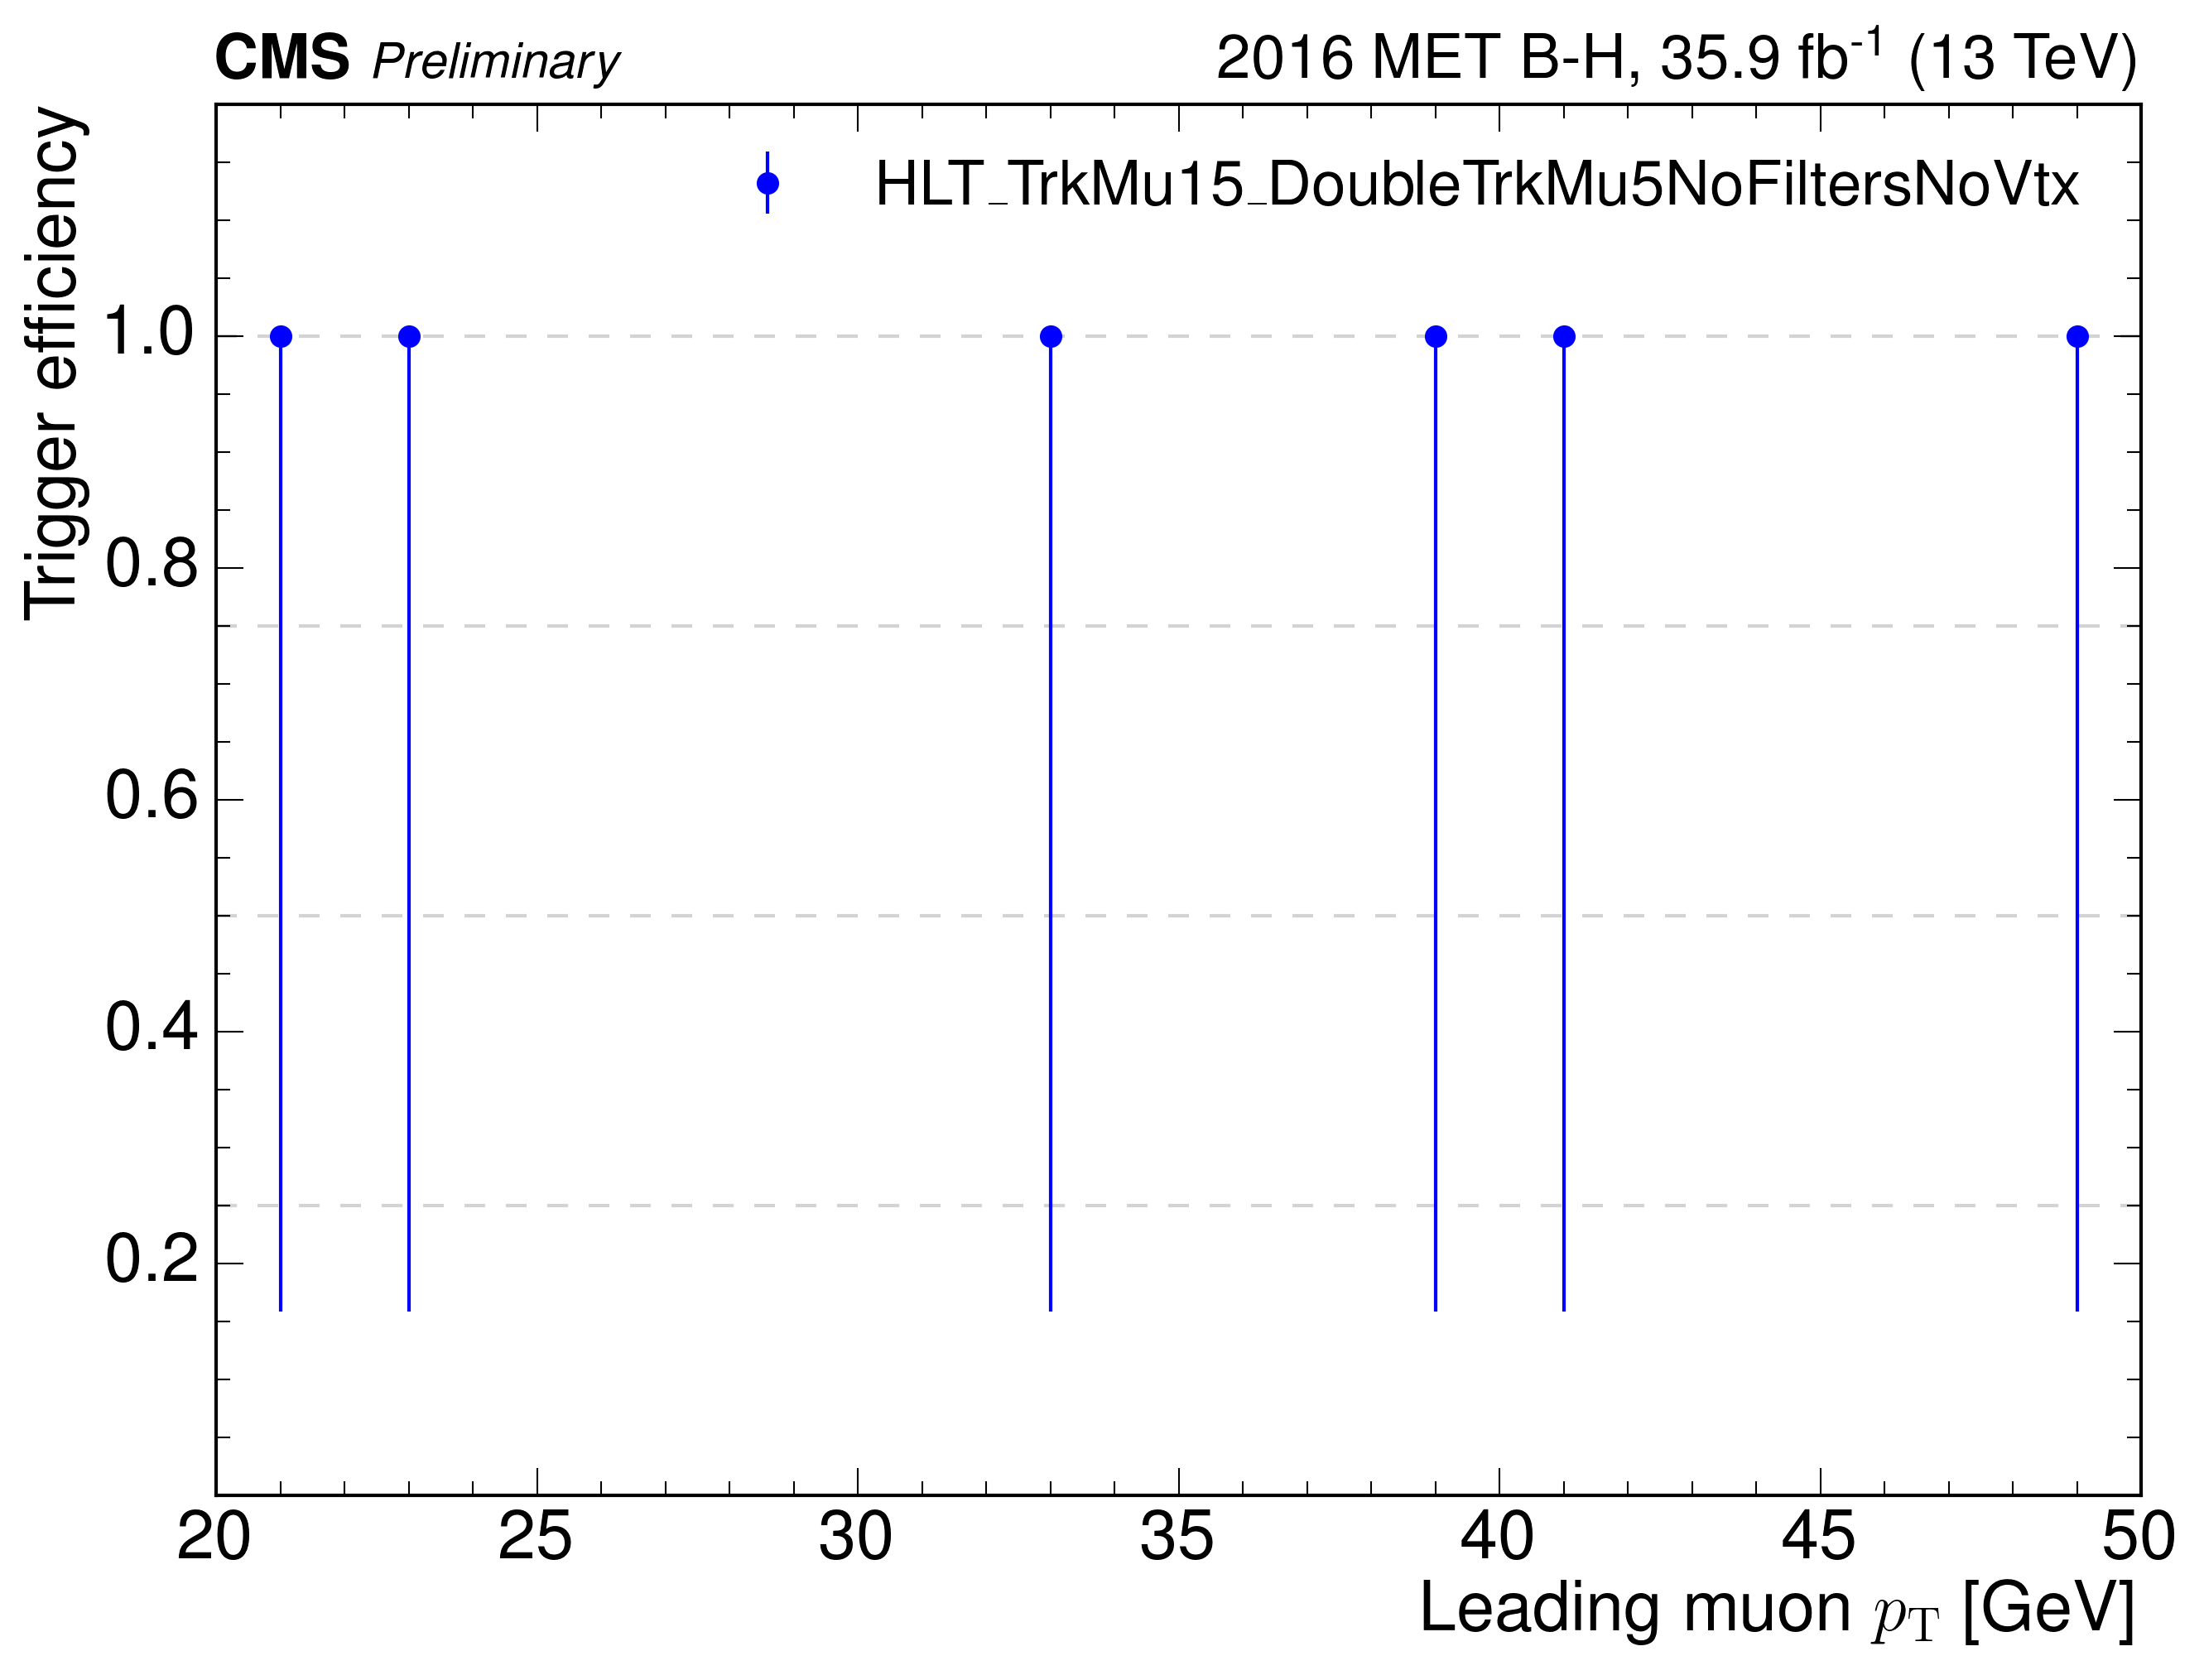 CMS Preliminary
2016 MET B-H, 35.9 fb⁻¹ (13 TeV)
HLT_TrkMu15_DoubleTrkMu5NoFiltersNoVtx
Trigger efficiency
1.0
0.8
0.6
0.4
0.2
20 25 30 35 40 45 50
Leading muon p_T [GeV]